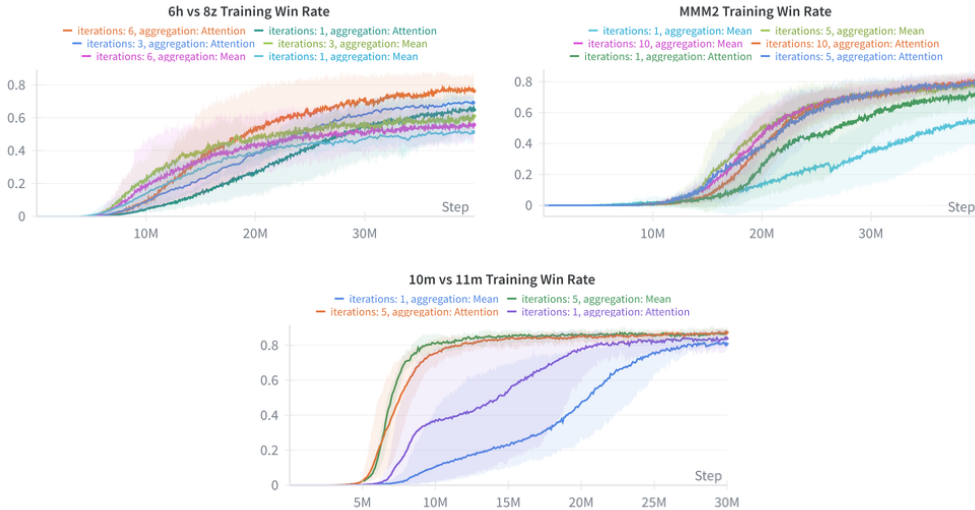 6h vs 8z Training Win Rate
iterations: 6, aggregation: Attention iterations: 1, aggregation: Attention
iterations: 3, aggregation: Attention iterations: 3, aggregation: Mean
iterations: 6, aggregation: Mean iterations: 1, aggregation: Mean
0.8
0.6
0.4
0.2
0
Step
10M 20M 30M
MMM2 Training Win Rate
iterations: 1, aggregation: Mean iterations: 5, aggregation: Mean
iterations: 10, aggregation: Mean iterations: 10, aggregation: Attention
iterations: 1, aggregation: Attention iterations: 5, aggregation: Attention
0.8
0.6
0.4
0.2
0
Step
10M 20M 30M
10m vs 11m Training Win Rate
iterations: 1, aggregation: Mean iterations: 5, aggregation: Mean
iterations: 5, aggregation: Attention iterations: 1, aggregation: Attention
0.8
0.6
0.4
0.2
0
Step
5M 10M 15M 20M 25M 30M